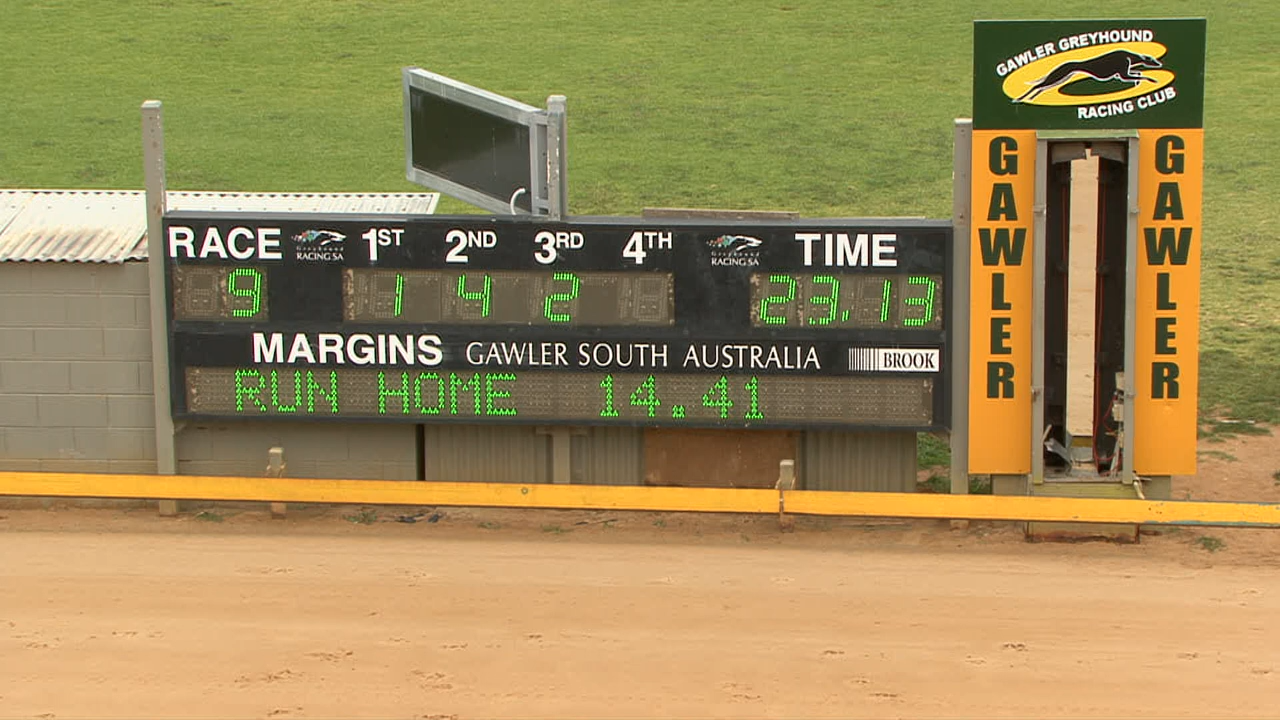 GAWLER GREYHOUND
RACING CLUB
GAWLER
GAWLER
RACE
Greyhound
RACING SA
1ST
2ND
3RD
4TH
Greyhound
RACING SA
TIME
9
1
4
2
23.13
MARGINS
GAWLER SOUTH AUSTRALIA
BROOK
RUN HOME 14.41